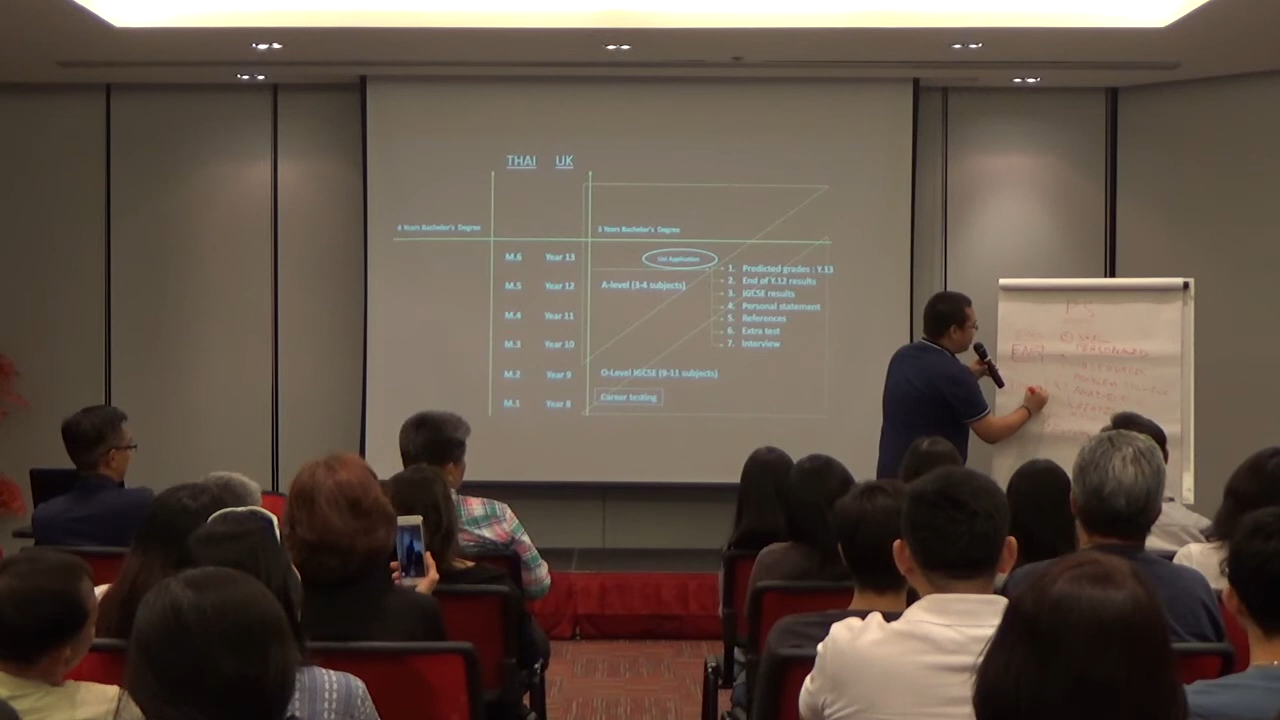 THAI UK
4 Years Bachelor's Degree 3 Years Bachelor's Degree
M.6 Year 13
M.5 Year 12 A-level (3-4 subjects)
M.4 Year 11
M.3 Year 10
M.2 Year 9 O-Level IGCSE (9-11 subjects)
M.1 Year 8 Career testing
Uni Application
1. Predicted grades : Y.13
2. End of Y.12 results
3. IGCSE results
4. Personal statement
5. References
6. Extra test
7. Interview
PS